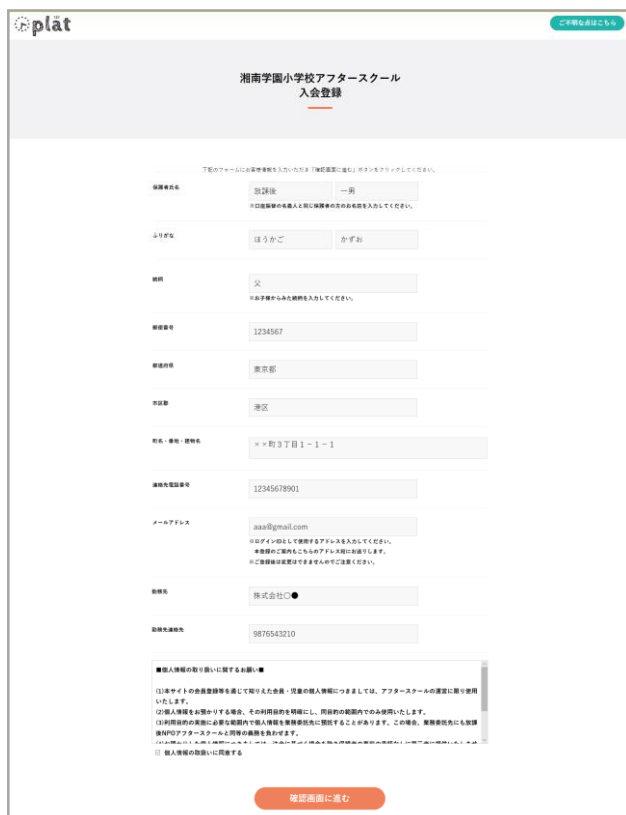 plät
ご不明な点はこちら
湘南学園小学校アフタースクール
入会登録
下記のフォームにお客様情報を入力いただき「確認画面に進む」ボタンをクリックしてください。
保護者氏名
放課後 一男
※口座振替の名義人と同じ保護者の方のお名前を入力してください。
ふりがな
ほうかご かずお
続柄
父
※お子様からみた続柄を入力してください。
郵便番号
1234567
都道府県
東京都
市区郡
港区
町名・番地・建物名
××町3丁目1-1-1
連絡先電話番号
12345678901
メールアドレス
aaa@gmail.com
※ログインIDとして使用するアドレスを入力してください。
本登録のご案内もこちらのアドレス宛にお送りします。
※ご登録後は変更はできませんのでご注意ください。
勤務先
株式会社○●
勤務先連絡先
9876543210
■個人情報の取り扱いに関するお願い■
(1)本サイトの会員登録等を通じて知りえた会員・児童の個人情報につきましては、アフタースクールの運営に限り使用
いたします。
(2)個人情報をお預かりする場合、その利用目的を明確にし、同目的の範囲内でのみ使用いたします。
(3)利用目的の実施に必要な範囲内で個人情報を業務委託先に預託することがあります。この場合、業務委託先にも放課
後NPOアフタースクールと同等の義務を負わせます。
個人情報の取扱いに同意する
確認画面に進む